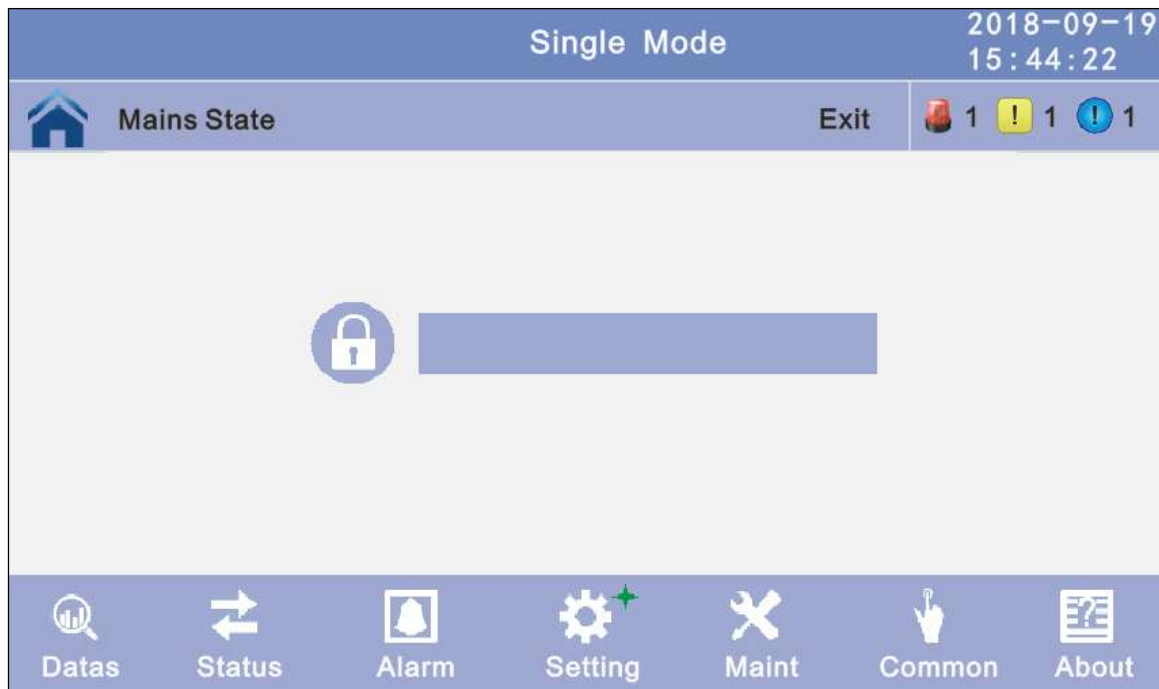 Single Mode
2018-09-19
15:44:22
Mains State
Exit
1
! 1
! 1
Datas
Status
Alarm
Setting
Maint
Common
About